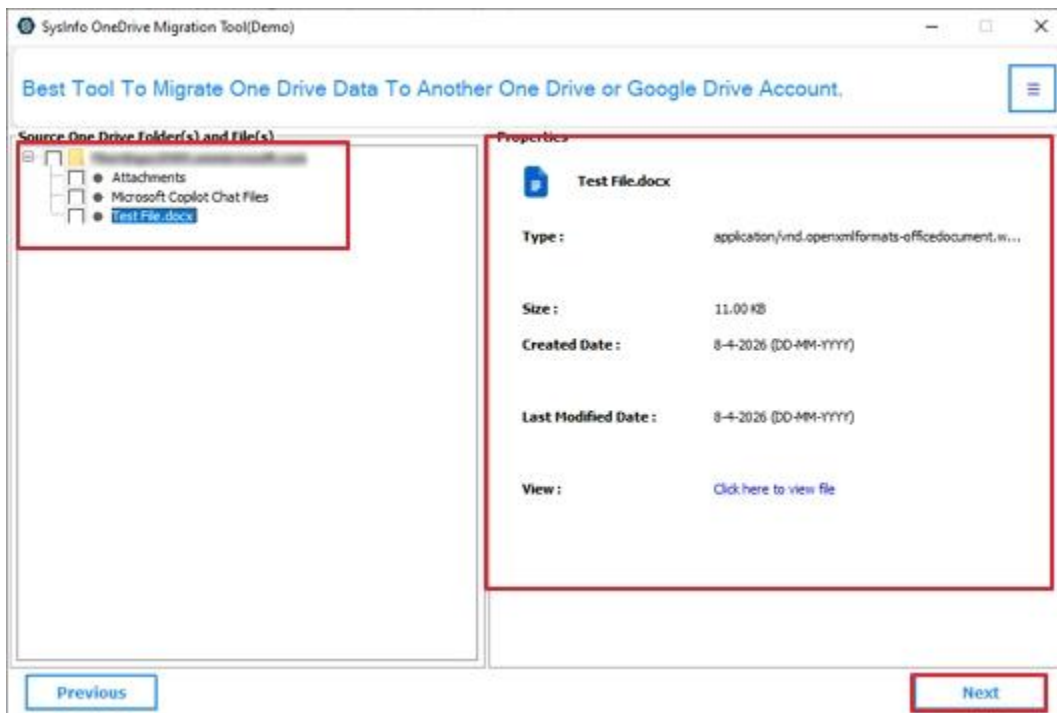 SysInfo OneDrive Migration Tool(Demo)
Best Tool To Migrate One Drive Data To Another One Drive or Google Drive Account.
Source One Drive Folder(s) and File(s)
Attachments
Microsoft Copilot Chat Files
Test File.docx
Properties
Test File.docx
Type : application/vnd.openxmlformats-officedocument.w...
Size : 11.00 KB
Created Date : 8-4-2026 (DD-MM-YYYY)
Last Modified Date : 8-4-2026 (DD-MM-YYYY)
View : Click here to view file
Previous
Next